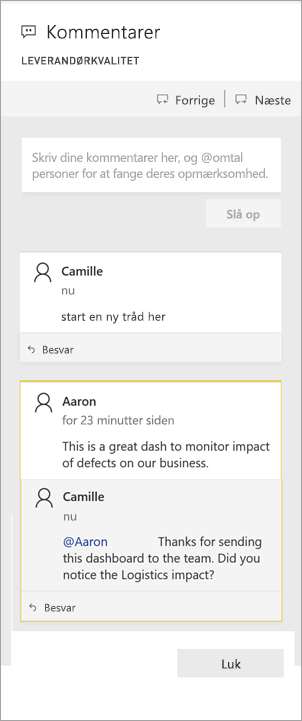 Kommentarer
LEVERANDØRKVALITET
Forrige
Næste
Skriv dine kommentarer her, og @omtal
personer for at fange deres opmærksomhed.
Slå op
Camille
nu
start en ny tråd her
Besvar
Aaron
for 23 minutter siden
This is a great dash to monitor impact
of defects on our business.
Camille
nu
@Aaron Thanks for sending
this dashboard to the team. Did you
notice the Logistics impact?
Besvar
Luk